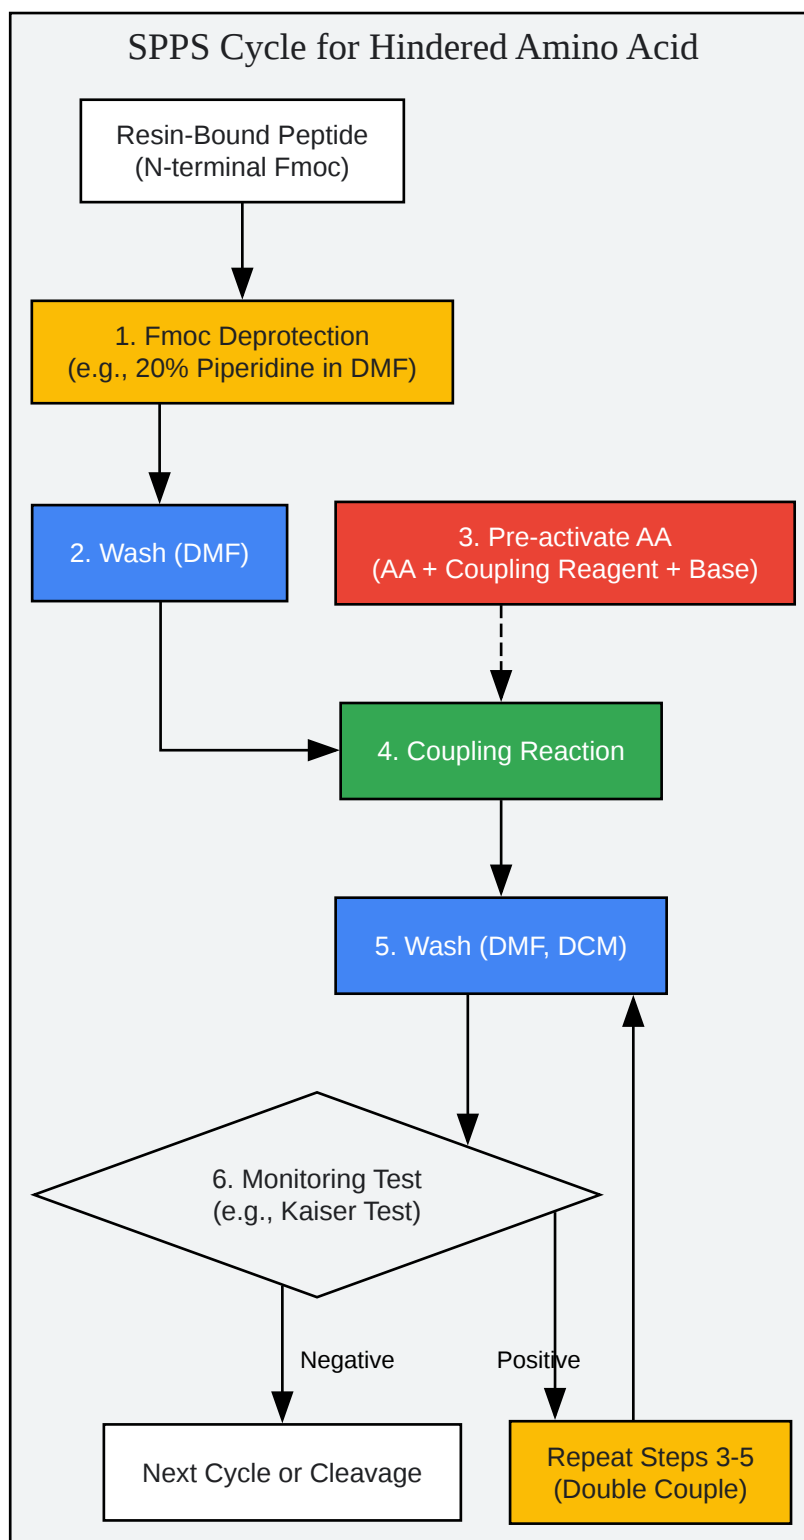 SPPS Cycle for Hindered Amino Acid
Resin-Bound Peptide
(N-terminal Fmoc)
1. Fmoc Deprotection
(e.g., 20% Piperidine in DMF)
2. Wash (DMF)
3. Pre-activate AA
(AA + Coupling Reagent + Base)
4. Coupling Reaction
5. Wash (DMF, DCM)
6. Monitoring Test
(e.g., Kaiser Test)
Negative
Positive
Next Cycle or Cleavage
Repeat Steps 3-5
(Double Couple)